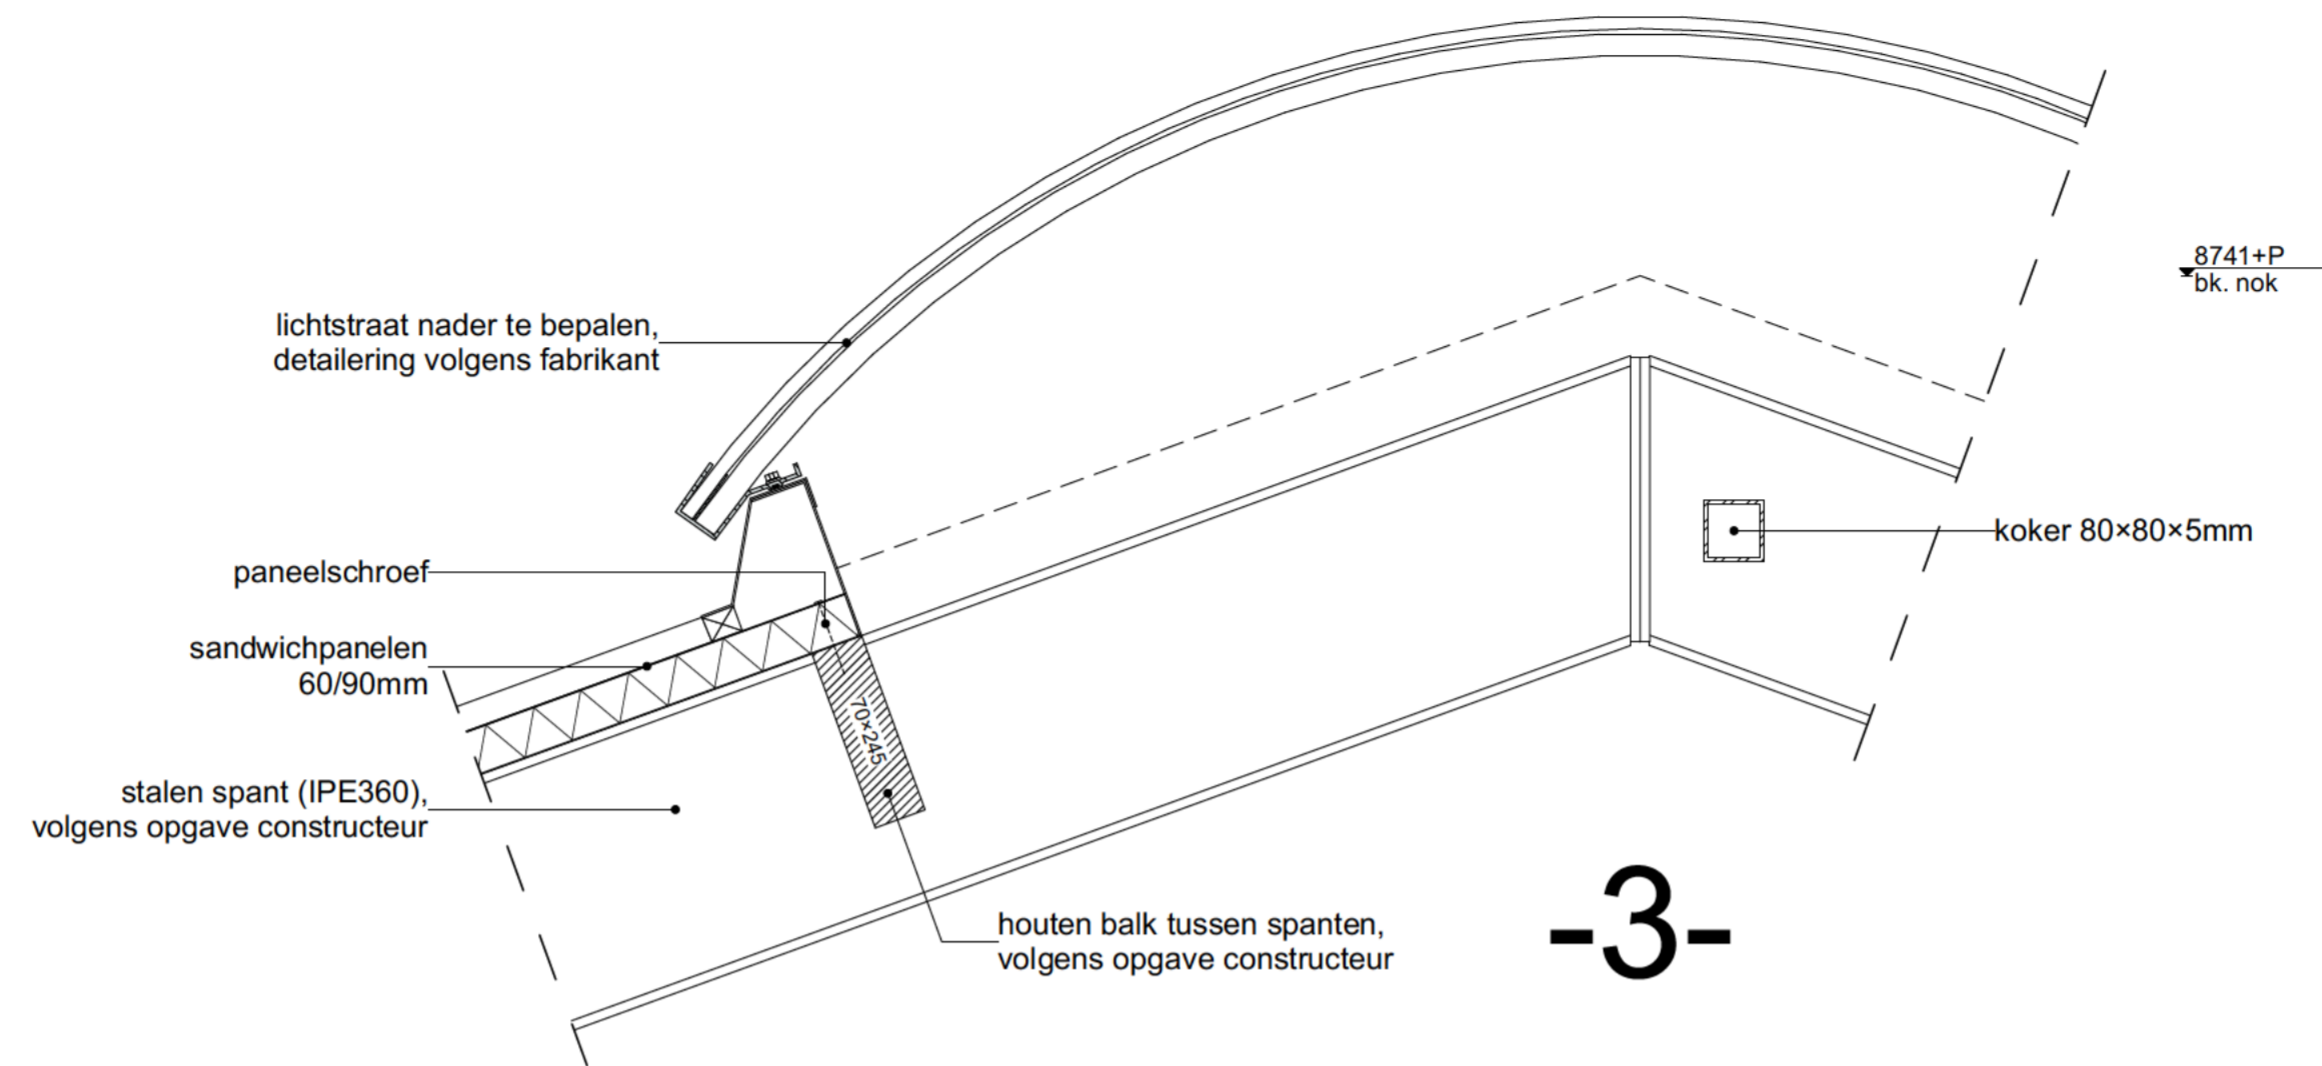 8741+P
bk. nok
lichtstraat nader te bepalen,
detailering volgens fabrikant
koker 80×80×5mm
paneelschroef
sandwichpanelen
60/90mm
70×245
stalen spant (IPE360),
volgens opgave constructeur
houten balk tussen spanten,
volgens opgave constructeur
-3-